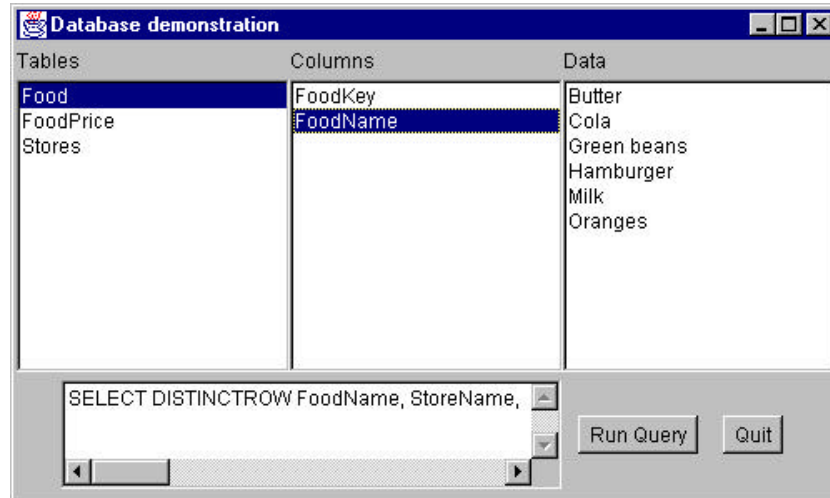 Database demonstration
Tables
Columns
Data
Food
FoodPrice
Stores
FoodKey
FoodName
Butter
Cola
Green beans
Hamburger
Milk
Oranges
SELECT DISTINCTROW FoodName, StoreName,
Run Query
Quit